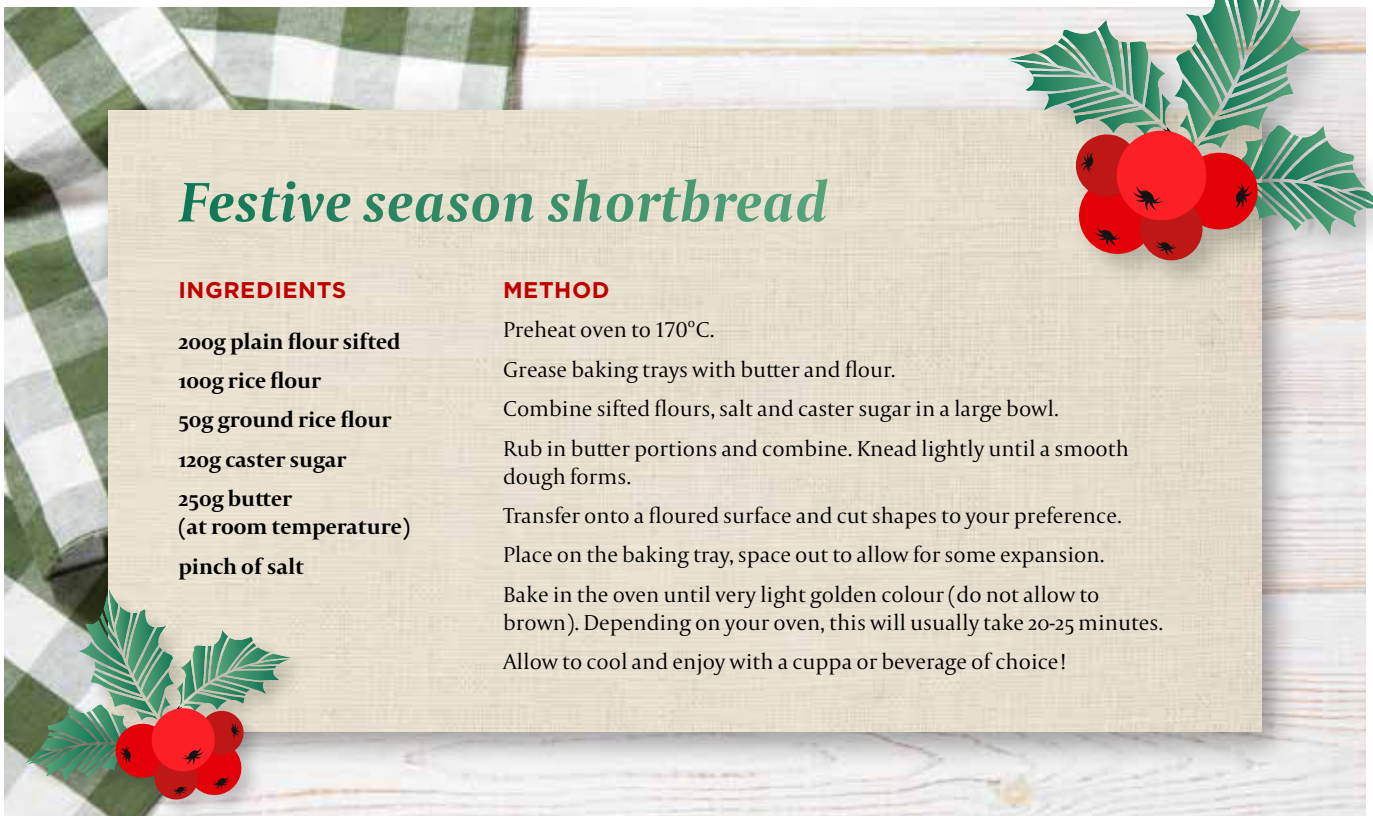 Festive season shortbread
INGREDIENTS
200g plain flour sifted
100g rice flour
50g ground rice flour
120g caster sugar
250g butter
(at room temperature)
pinch of salt
METHOD
Preheat oven to 170°C.
Grease baking trays with butter and flour.
Combine sifted flours, salt and caster sugar in a large bowl.
Rub in butter portions and combine. Knead lightly until a smooth
dough forms.
Transfer onto a floured surface and cut shapes to your preference.
Place on the baking tray, space out to allow for some expansion.
Bake in the oven until very light golden colour (do not allow to
brown). Depending on your oven, this will usually take 20-25 minutes.
Allow to cool and enjoy with a cuppa or beverage of choice!